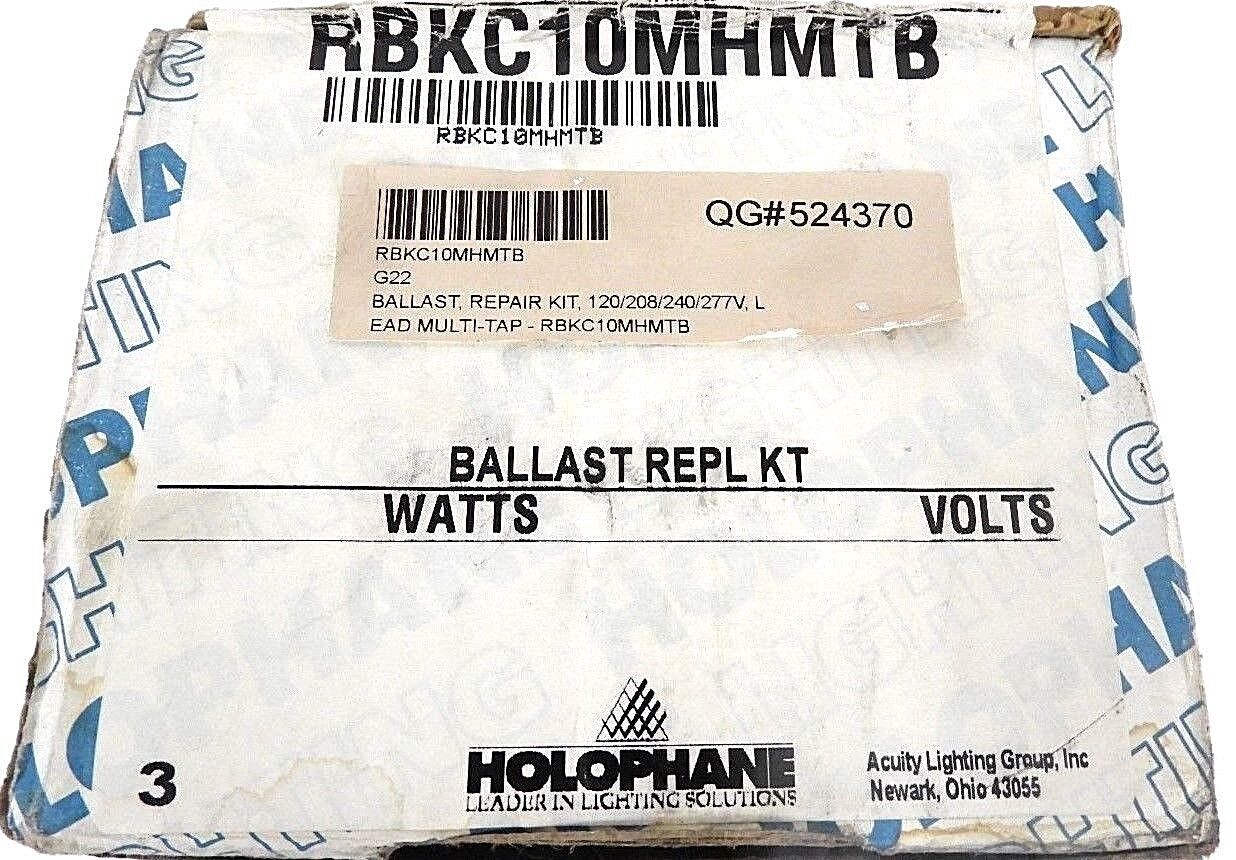 RBKC10MHMTB
RBKC10MHMTB
QG#524370
RBKC10MHMTB
G22
BALLAST, REPAIR KIT, 120/208/240/277V, L
EAD MULTI-TAP - RBKC10MHMTB
BALLAST REPL KT
WATTS VOLTS
HOLOPHANE
LEADER IN LIGHTING SOLUTIONS
Acuity Lighting Group, Inc
Newark, Ohio 43055
3